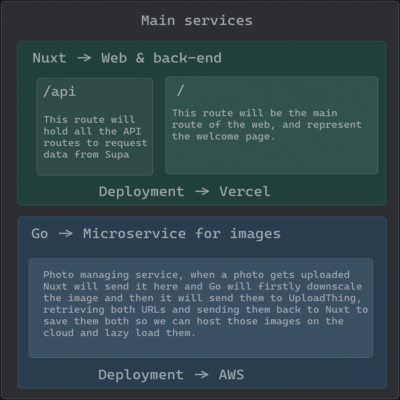 Main services
Nuxt → Web & back-end
/api
This route will
hold all the API
routes to request
data from Supa
/
This route will be the main
route of the web, and represent
the welcome page.
Deployment → Vercel
Go → Microservice for images
Photo managing service, when a photo gets uploaded
Nuxt will send it here and Go will firstly downscale
the image and then it will send them to UploadThing,
retrieving both URLs and sending them back to Nuxt to
save them both so we can host those images on the
cloud and lazy load them.
Deployment → AWS